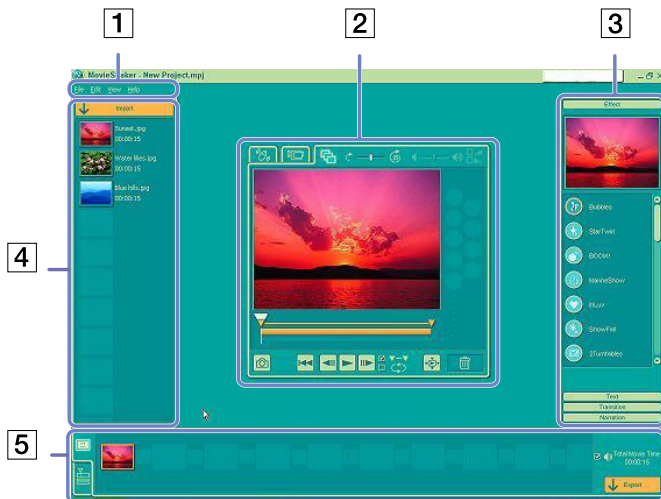 1
2
3
MovieShaker - New Project.mpj
File Edit View Help
Import
Sunset.jpg
00:00:15
Water lilies.jpg
00:00:15
Blue hills.jpg
00:00:15
Effect
Bubbles
StarTwirl
BOOM!
MarineSnow
InLuv
SnowFall
2Turntables
Text
Transition
Narration
4
5
Total Movie Time
00:00:15
Export